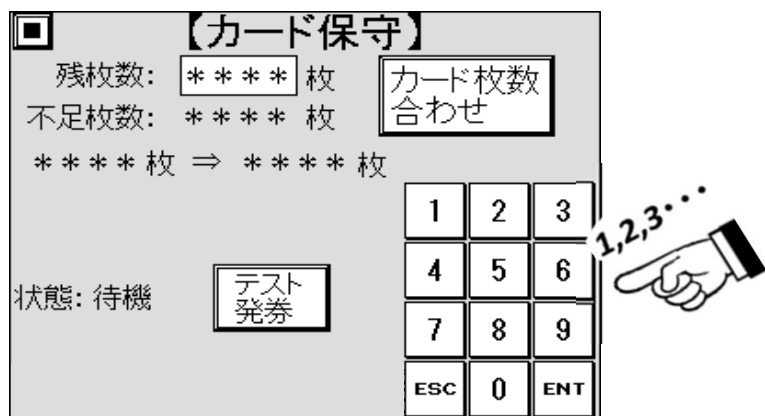 【カード保守】
残枚数: **** 枚
カード枚数
合わせ
不足枚数: **** 枚
**** 枚 ⇒ **** 枚
1 2 3
1,2,3・・・
4 5 6
状態: 待機
テスト
発券
7 8 9
ESC 0 ENT